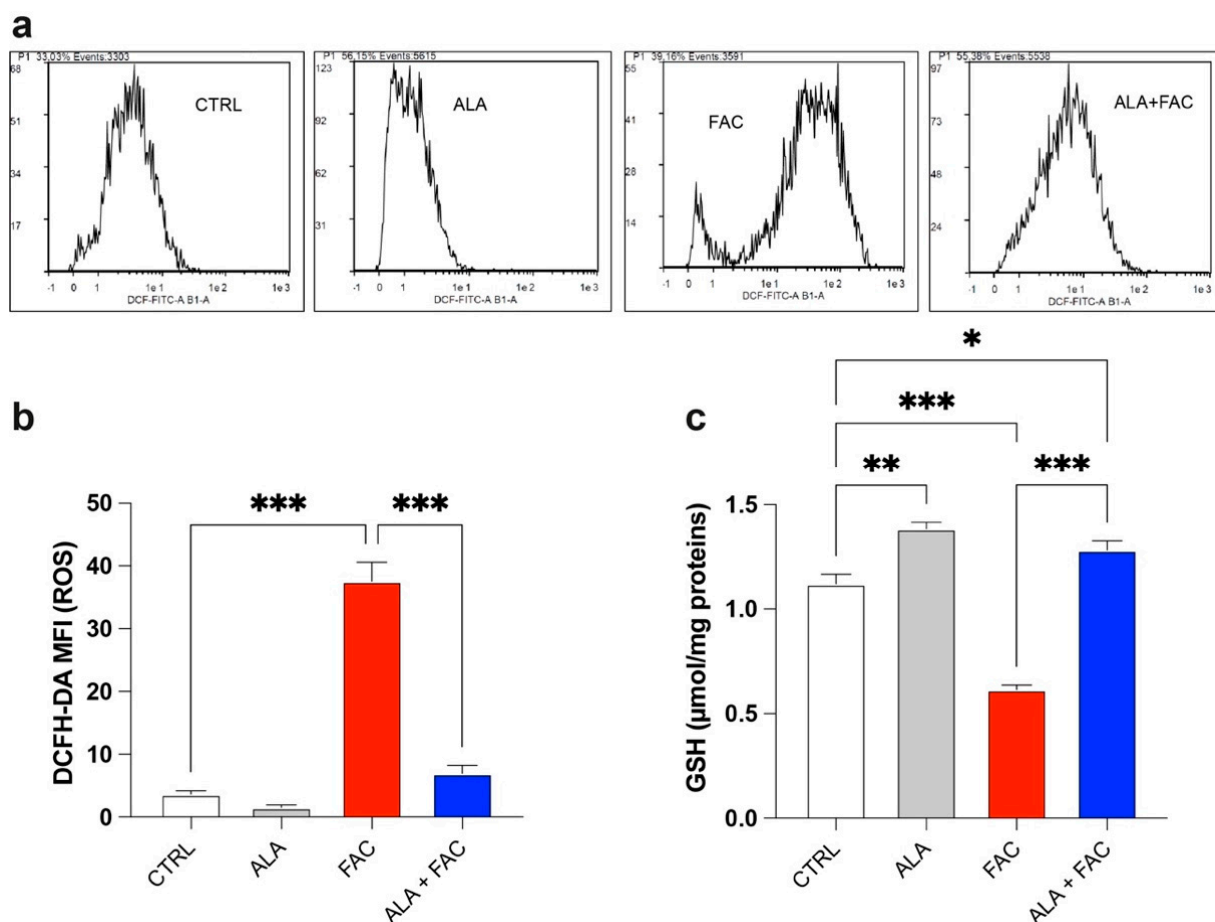 a
P1 33,03% Events:3303
CTRL
68
51
34
17
-1 0 1 1e1 1e2 1e3
DCF-FITC-A B1-A
P1 56,15% Events:5615
ALA
123
92
62
31
-1 0 1 1e1 1e2 1e3
DCF-FITC-A B1-A
P1 39,16% Events:3591
FAC
55
41
28
14
-1 0 1 1e1 1e2 1e3
DCF-FITC-A B1-A
P1 55,38% Events:5538
ALA+FAC
97
73
48
24
-1 0 1 1e1 1e2 1e3
DCF-FITC-A B1-A
b
*** ***
DCFH-DA MFI (ROS)
50
40
30
20
10
0
CTRL ALA FAC ALA + FAC
c
*
***
** ***
GSH (µmol/mg proteins)
1.5
1.0
0.5
0.0
CTRL ALA FAC ALA + FAC